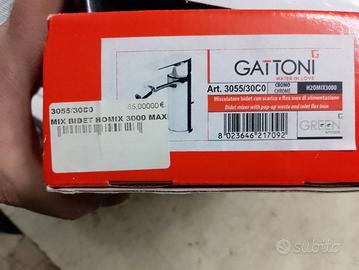 GATTONI
WATER IN LOVE
Art. 3055/30C0
CROMO
CHROME
H2OMIX3000
Miscelatore bidet con scarico e flex inox di alimentazione
Bidet mixer with pop-up waste and inlet flex inox
8 023646 217092
GREEN
3055/30C0
85,00000 €
MIX BIDET HOMIX 3000 MAX
subito